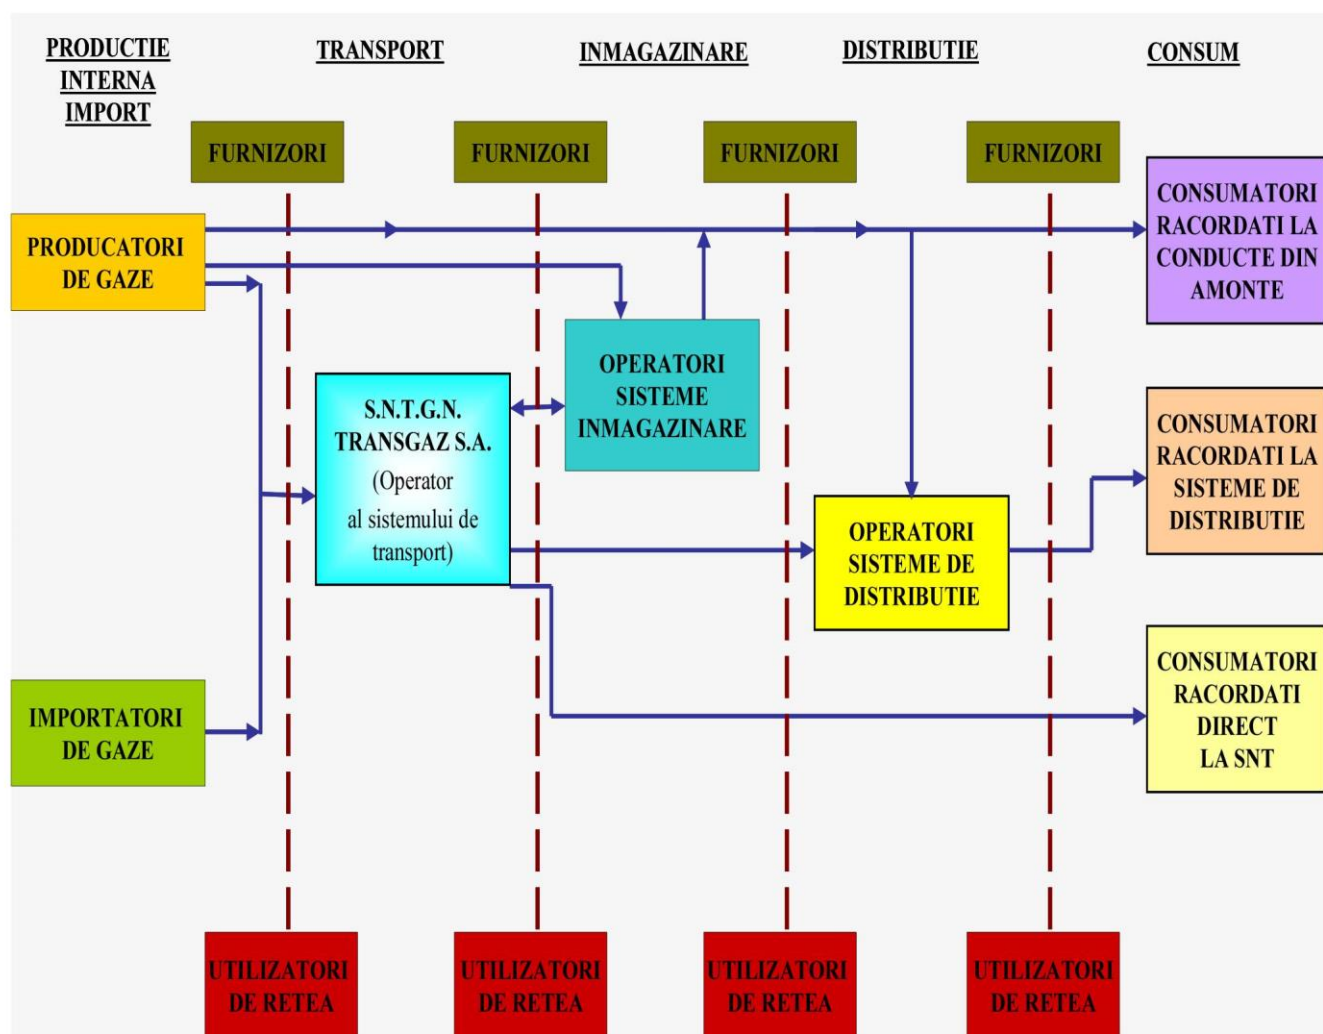 PRODUCTIE
INTERNA
IMPORT
TRANSPORT
INMAGAZINARE
DISTRIBUTIE
CONSUM
FURNIZORI
FURNIZORI
FURNIZORI
FURNIZORI
PRODUCATORI
DE GAZE
CONSUMATORI
RACORDATI LA
CONDUCTE DIN
AMONTE
OPERATORI
SISTEME
INMAGAZINARE
S.N.T.G.N.
TRANSGAZ S.A.
(Operator
al sistemului de
transport)
CONSUMATORI
RACORDATI LA
SISTEME DE
DISTRIBUTIE
OPERATORI
SISTEME DE
DISTRIBUTIE
IMPORTATORI
DE GAZE
CONSUMATORI
RACORDATI
DIRECT
LA SNT
UTILIZATORI
DE RETEA
UTILIZATORI
DE RETEA
UTILIZATORI
DE RETEA
UTILIZATORI
DE RETEA